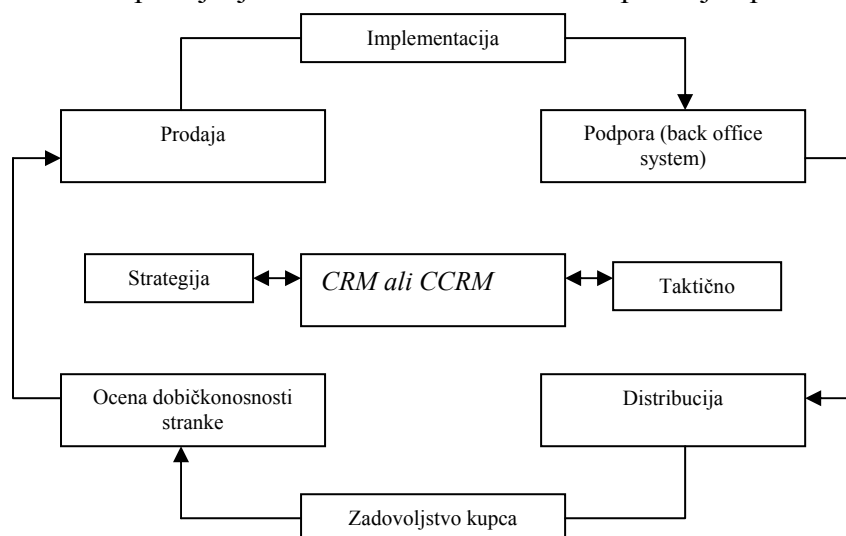 Implementacija
Prodaja
Podpora (back office
system)
Strategija
CRM ali CCRM
Taktično
Ocena dobičkonosnosti
stranke
Distribucija
Zadovoljstvo kupca